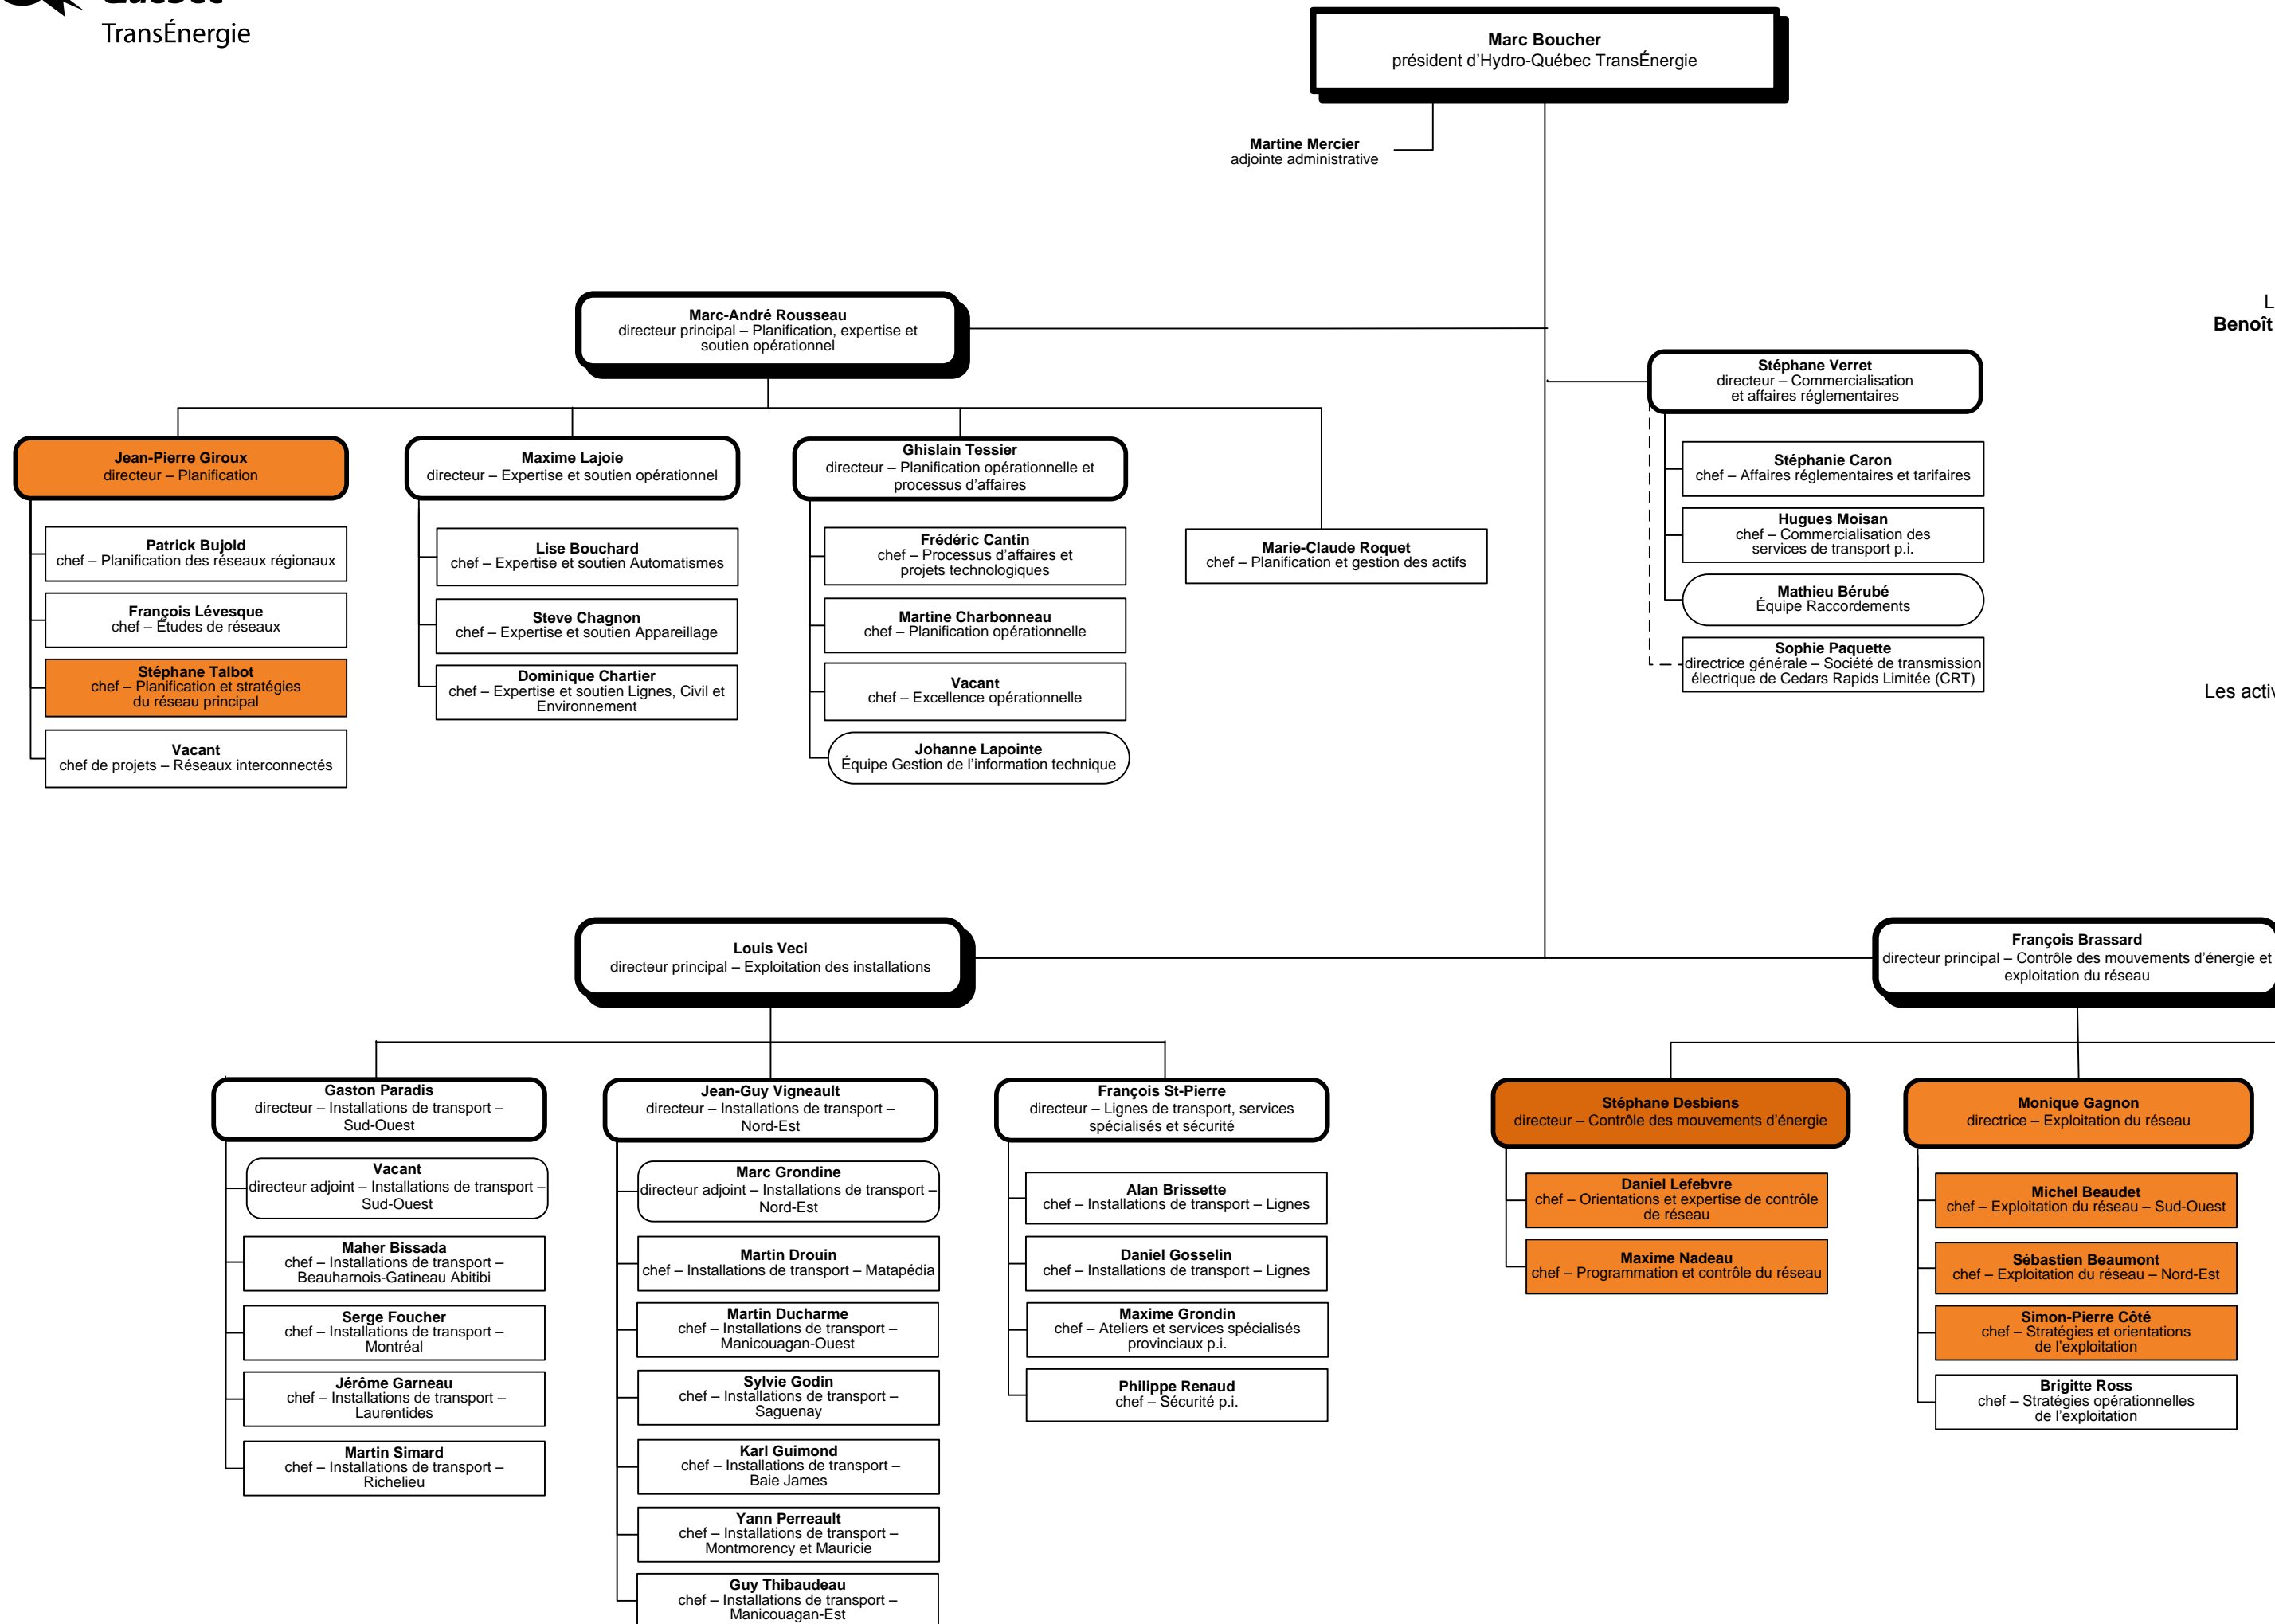 TransÉnergie
Marc Boucher
président d'Hydro-Québec TransÉnergie
Martine Mercier
adjointe administrative
Marc-André Rousseau
directeur principal – Planification, expertise et
soutien opérationnel
Benoît
Stéphane Verret
directeur – Commercialisation
et affaires réglementaires
Jean-Pierre Giroux
directeur – Planification
Patrick Bujold
chef – Planification des réseaux régionaux
François Lévesque
chef – Études de réseaux
Stéphane Talbot
chef – Planification et stratégies
du réseau principal
Vacant
chef de projets – Réseaux interconnectés
Maxime Lajoie
directeur – Expertise et soutien opérationnel
Lise Bouchard
chef – Expertise et soutien Automatismes
Steve Chagnon
chef – Expertise et soutien Appareillage
Dominique Chartier
chef – Expertise et soutien Lignes, Civil et
Environnement
Ghislain Tessier
directeur – Planification opérationnelle et
processus d'affaires
Frédéric Cantin
chef – Processus d'affaires et
projets technologiques
Martine Charbonneau
chef – Planification opérationnelle
Vacant
chef – Excellence opérationnelle
Johanne Lapointe
Équipe Gestion de l'information technique
Marie-Claude Roquet
chef – Planification et gestion des actifs
Stéphanie Caron
chef – Affaires réglementaires et tarifaires
Hugues Moisan
chef – Commercialisation des
services de transport p.i.
Mathieu Bérubé
Équipe Raccordements
Sophie Paquette
directrice générale – Société de transmission
électrique de Cedars Rapids Limitée (CRT)
Les
Louis Veci
directeur principal – Exploitation des installations
François Brassard
directeur principal – Contrôle des mouvements d'énergie et
exploitation du réseau
Gaston Paradis
directeur – Installations de transport –
Sud-Ouest
Vacant
directeur adjoint – Installations de transport –
Sud-Ouest
Maher Bissada
chef – Installations de transport –
Beauharnois-Gatineau Abitibi
Serge Foucher
chef – Installations de transport –
Montréal
Jérôme Garneau
chef – Installations de transport –
Laurentides
Martin Simard
chef – Installations de transport –
Richelieu
Jean-Guy Vigneault
directeur – Installations de transport –
Nord-Est
Marc Grondine
directeur adjoint – Installations de transport –
Nord-Est
Martin Drouin
chef – Installations de transport – Matapédia
Martin Ducharme
chef – Installations de transport –
Manicouagan-Ouest
Sylvie Godin
chef – Installations de transport –
Saguenay
Karl Guimond
chef – Installations de transport –
Baie James
Yann Perreault
chef – Installations de transport –
Montmorency et Mauricie
Guy Thibaudeau
chef – Installations de transport –
Manicouagan-Est
François St-Pierre
directeur – Lignes de transport, services
spécialisés et sécurité
Alan Brissette
chef – Installations de transport – Lignes
Daniel Gosselin
chef – Installations de transport – Lignes
Maxime Grondin
chef – Ateliers et services spécialisés
provinciaux p.i.
Philippe Renaud
chef – Sécurité p.i.
Stéphane Desbiens
directeur – Contrôle des mouvements d'énergie
Daniel Lefebvre
chef – Orientations et expertise de contrôle
de réseau
Maxime Nadeau
chef – Programmation et contrôle du réseau
Monique Gagnon
directrice – Exploitation du réseau
Michel Beaudet
chef – Exploitation du réseau – Sud-Ouest
Sébastien Beaumont
chef – Exploitation du réseau – Nord-Est
Simon-Pierre Côté
chef – Stratégies et orientations
de l'exploitation
Brigitte Ross
chef – Stratégies opérationnelles
de l'exploitation